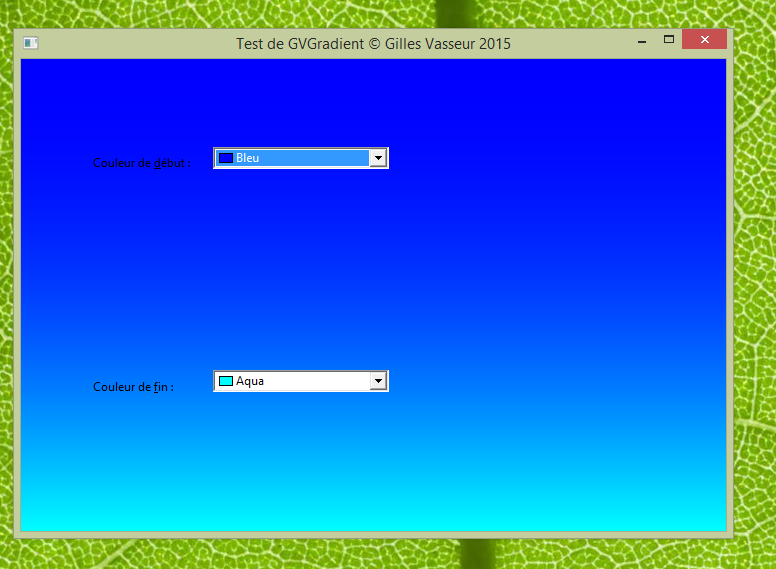 Test de GVGradient © Gilles Vasseur 2015
Couleur de début : Bleu
Couleur de fin : Aqua